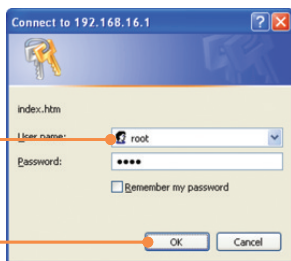 Connect to 192.168.16.1
index.htm
User name:
root
Password:
••••
Remember my password
OK
Cancel